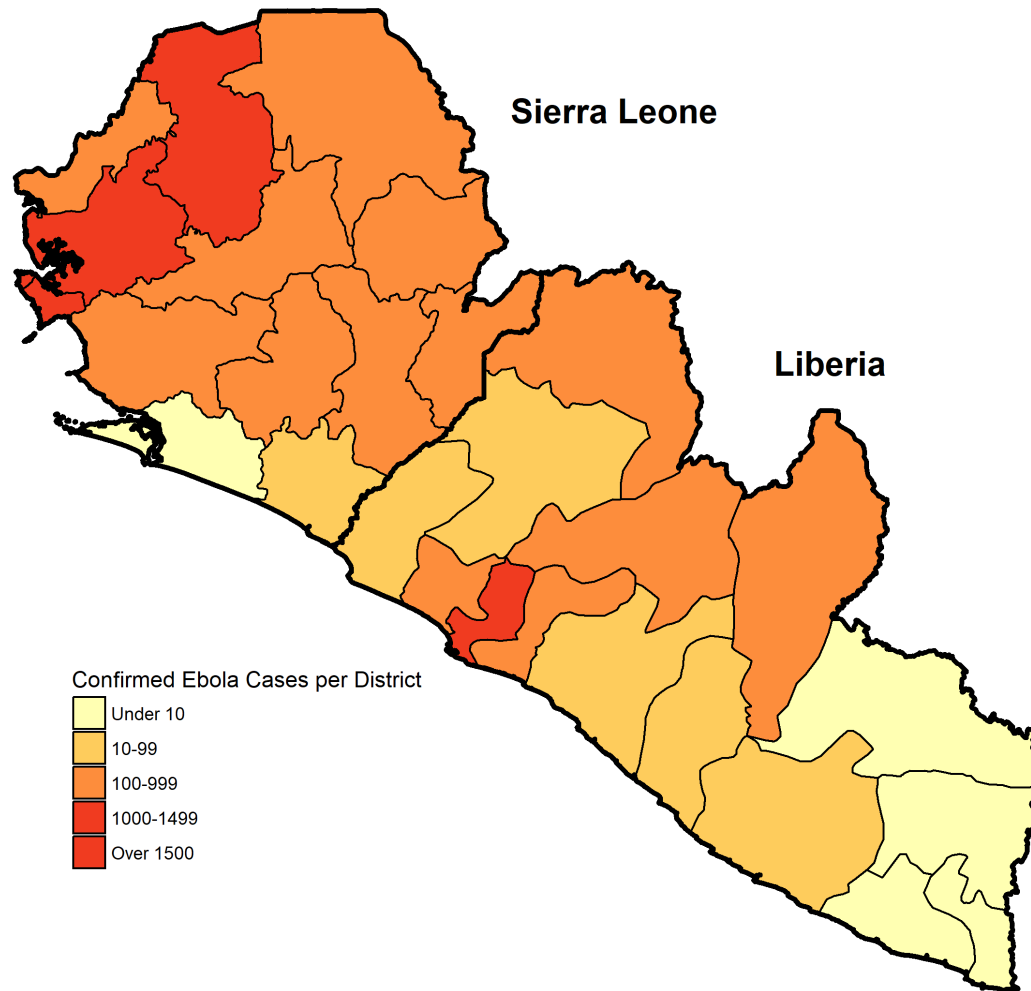 Sierra Leone
Liberia
Confirmed Ebola Cases per District
Under 10
10-99
100-999
1000-1499
Over 1500